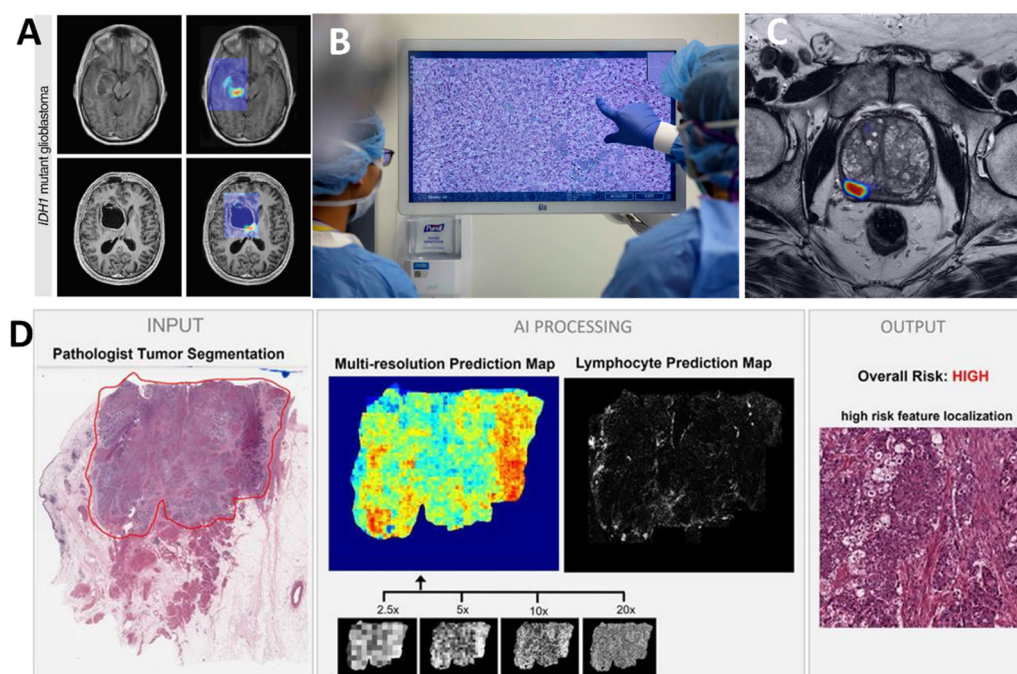 A
IDH1 mutant glioblastoma
B
Purell
elo
C
D
INPUT
Pathologist Tumor Segmentation
AI PROCESSING
Multi-resolution Prediction Map
Lymphocyte Prediction Map
2.5x
5x
10x
20x
OUTPUT
Overall Risk: HIGH
high risk feature localization